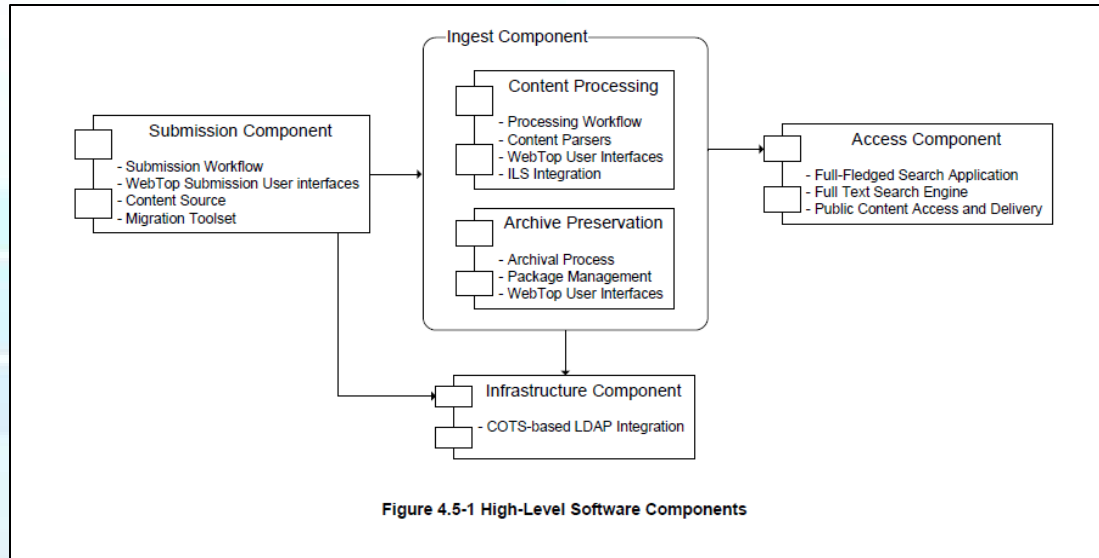 Ingest Component
Content Processing
- Processing Workflow
- Content Parsers
- WebTop User Interfaces
- ILS Integration
Submission Component
- Submission Workflow
- WebTop Submission User interfaces
- Content Source
- Migration Toolset
Access Component
- Full-Fledged Search Application
- Full Text Search Engine
- Public Content Access and Delivery
Archive Preservation
- Archival Process
- Package Management
- WebTop User Interfaces
Infrastructure Component
- COTS-based LDAP Integration
Figure 4.5-1 High-Level Software Components